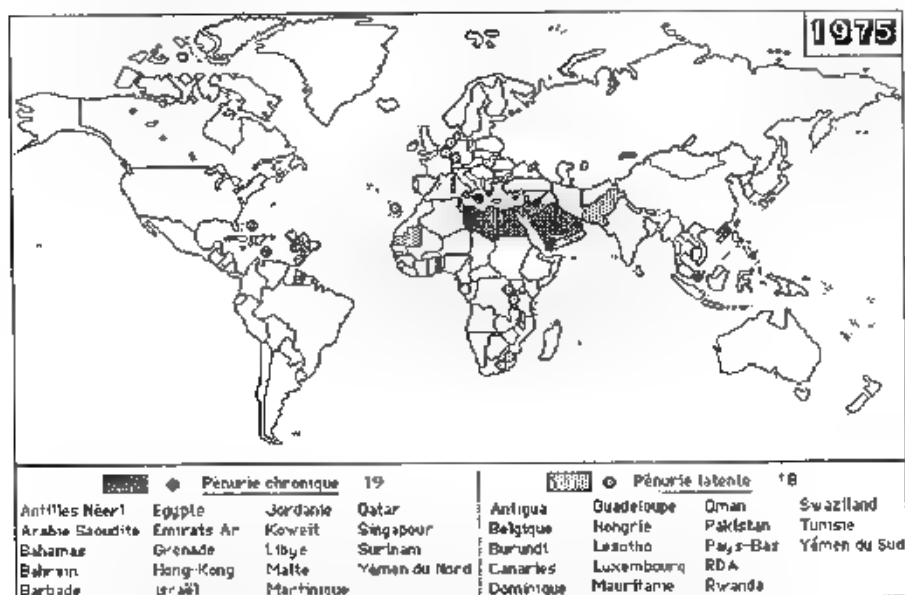 1975
Pénurie chronique 19
Antilles Néerl Egypte Jordanie Qatar
Arabie Saoudite Emirats Ar Koweit Singapour
Bahamas Grenade Libye Surinam
Bahrain Hong-Kong Malte Yémen du Nord
Barbade Israël Martinique
Pénurie latente 18
Antigua Guadeloupe Oman Swaziland
Belgique Hongrie Pakistan Tunisie
Burundi Lesotho Pays-Bas Yémen du Sud
Canaries Luxembourg RDA
Dominique Mauritanie Rwanda